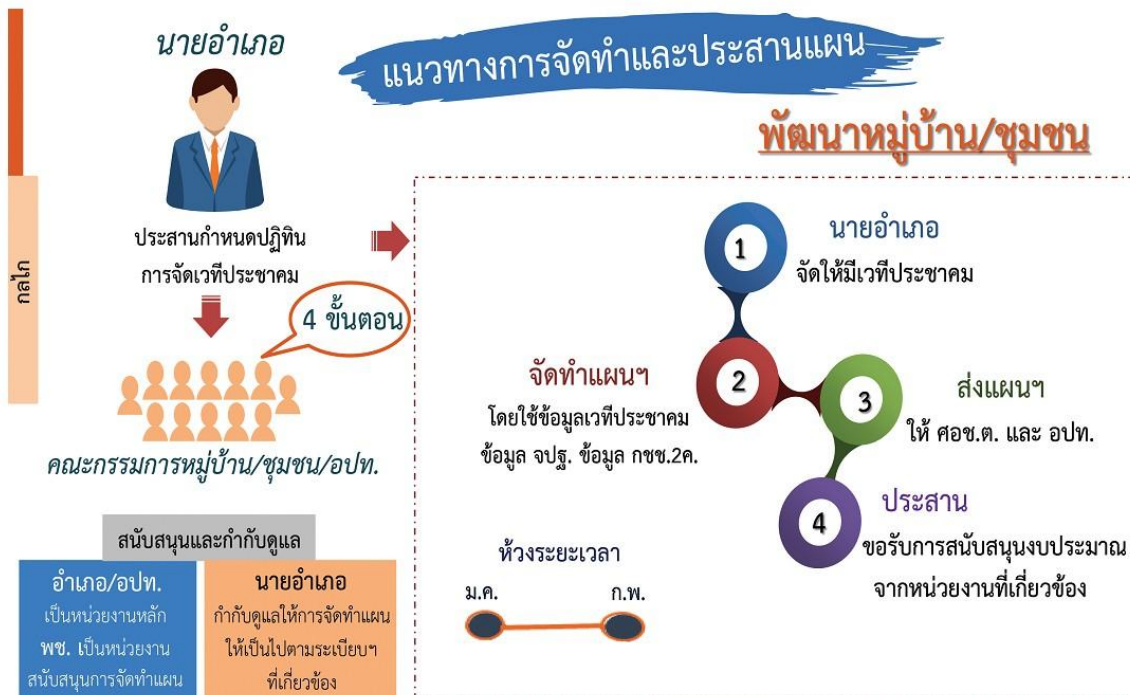 แนวทางการจัดทำและประสานแผน
พัฒนาหมู่บ้าน/ชุมชน
กลไก
นายอำเภอ
ประสานกำหนดปฏิทิน
การจัดเวทีประชาคม
4 ขั้นตอน
คณะกรรมการหมู่บ้าน/ชุมชน/อปท.
สนับสนุนและกำกับดูแล
อำเภอ/อปท.
เป็นหน่วยงานหลัก
พช. เป็นหน่วยงาน
สนับสนุนการจัดทำแผน
นายอำเภอ
กำกับดูแลให้การจัดทำแผน
ให้เป็นไปตามระเบียบฯ
ที่เกี่ยวข้อง
1
นายอำเภอ
จัดให้มีเวทีประชาคม
2
จัดทำแผนฯ
โดยใช้ข้อมูลเวทีประชาคม
ข้อมูล จปฐ. ข้อมูล กชช.2ค.
3
ส่งแผนฯ
ให้ ศอช.ต. และ อปท.
4
ประสาน
ขอรับการสนับสนุนงบประมาณ
จากหน่วยงานที่เกี่ยวข้อง
ห้วงระยะเวลา
ม.ค. ก.พ.